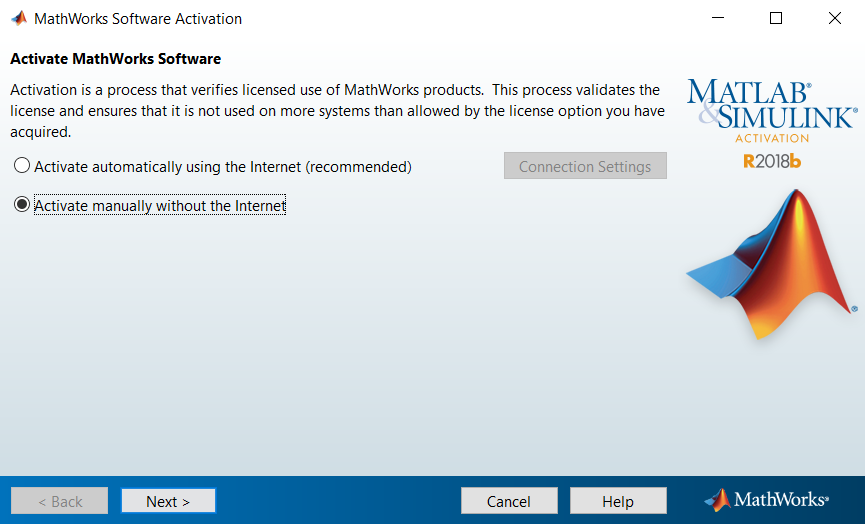 MathWorks Software Activation
Activate MathWorks Software
Activation is a process that verifies licensed use of MathWorks products.  This process validates the
license and ensures that it is not used on more systems than allowed by the license option you have
acquired.
Activate automatically using the Internet (recommended)
Connection Settings
Activate manually without the Internet
MATLAB®
&SIMULINK®
ACTIVATION
R2018b
®
< Back
Next >
Cancel
Help
MathWorks®